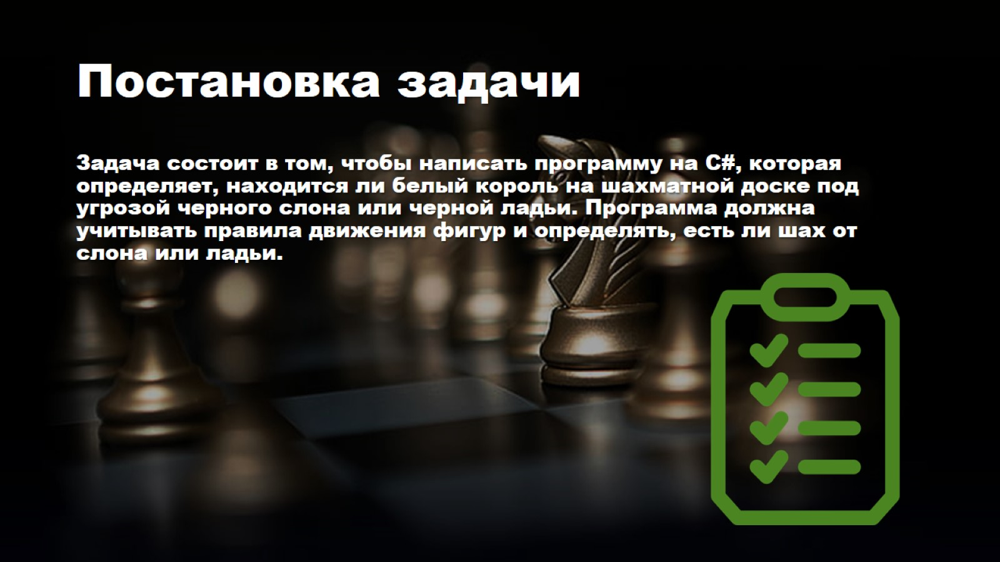 Постановка задачи
Задача состоит в том, чтобы написать программу на C#, которая
определяет, находится ли белый король на шахматной доске под
угрозой черного слона или черной ладьи. Программа должна
учитывать правила движения фигур и определять, есть ли шах от
слона или ладьи.